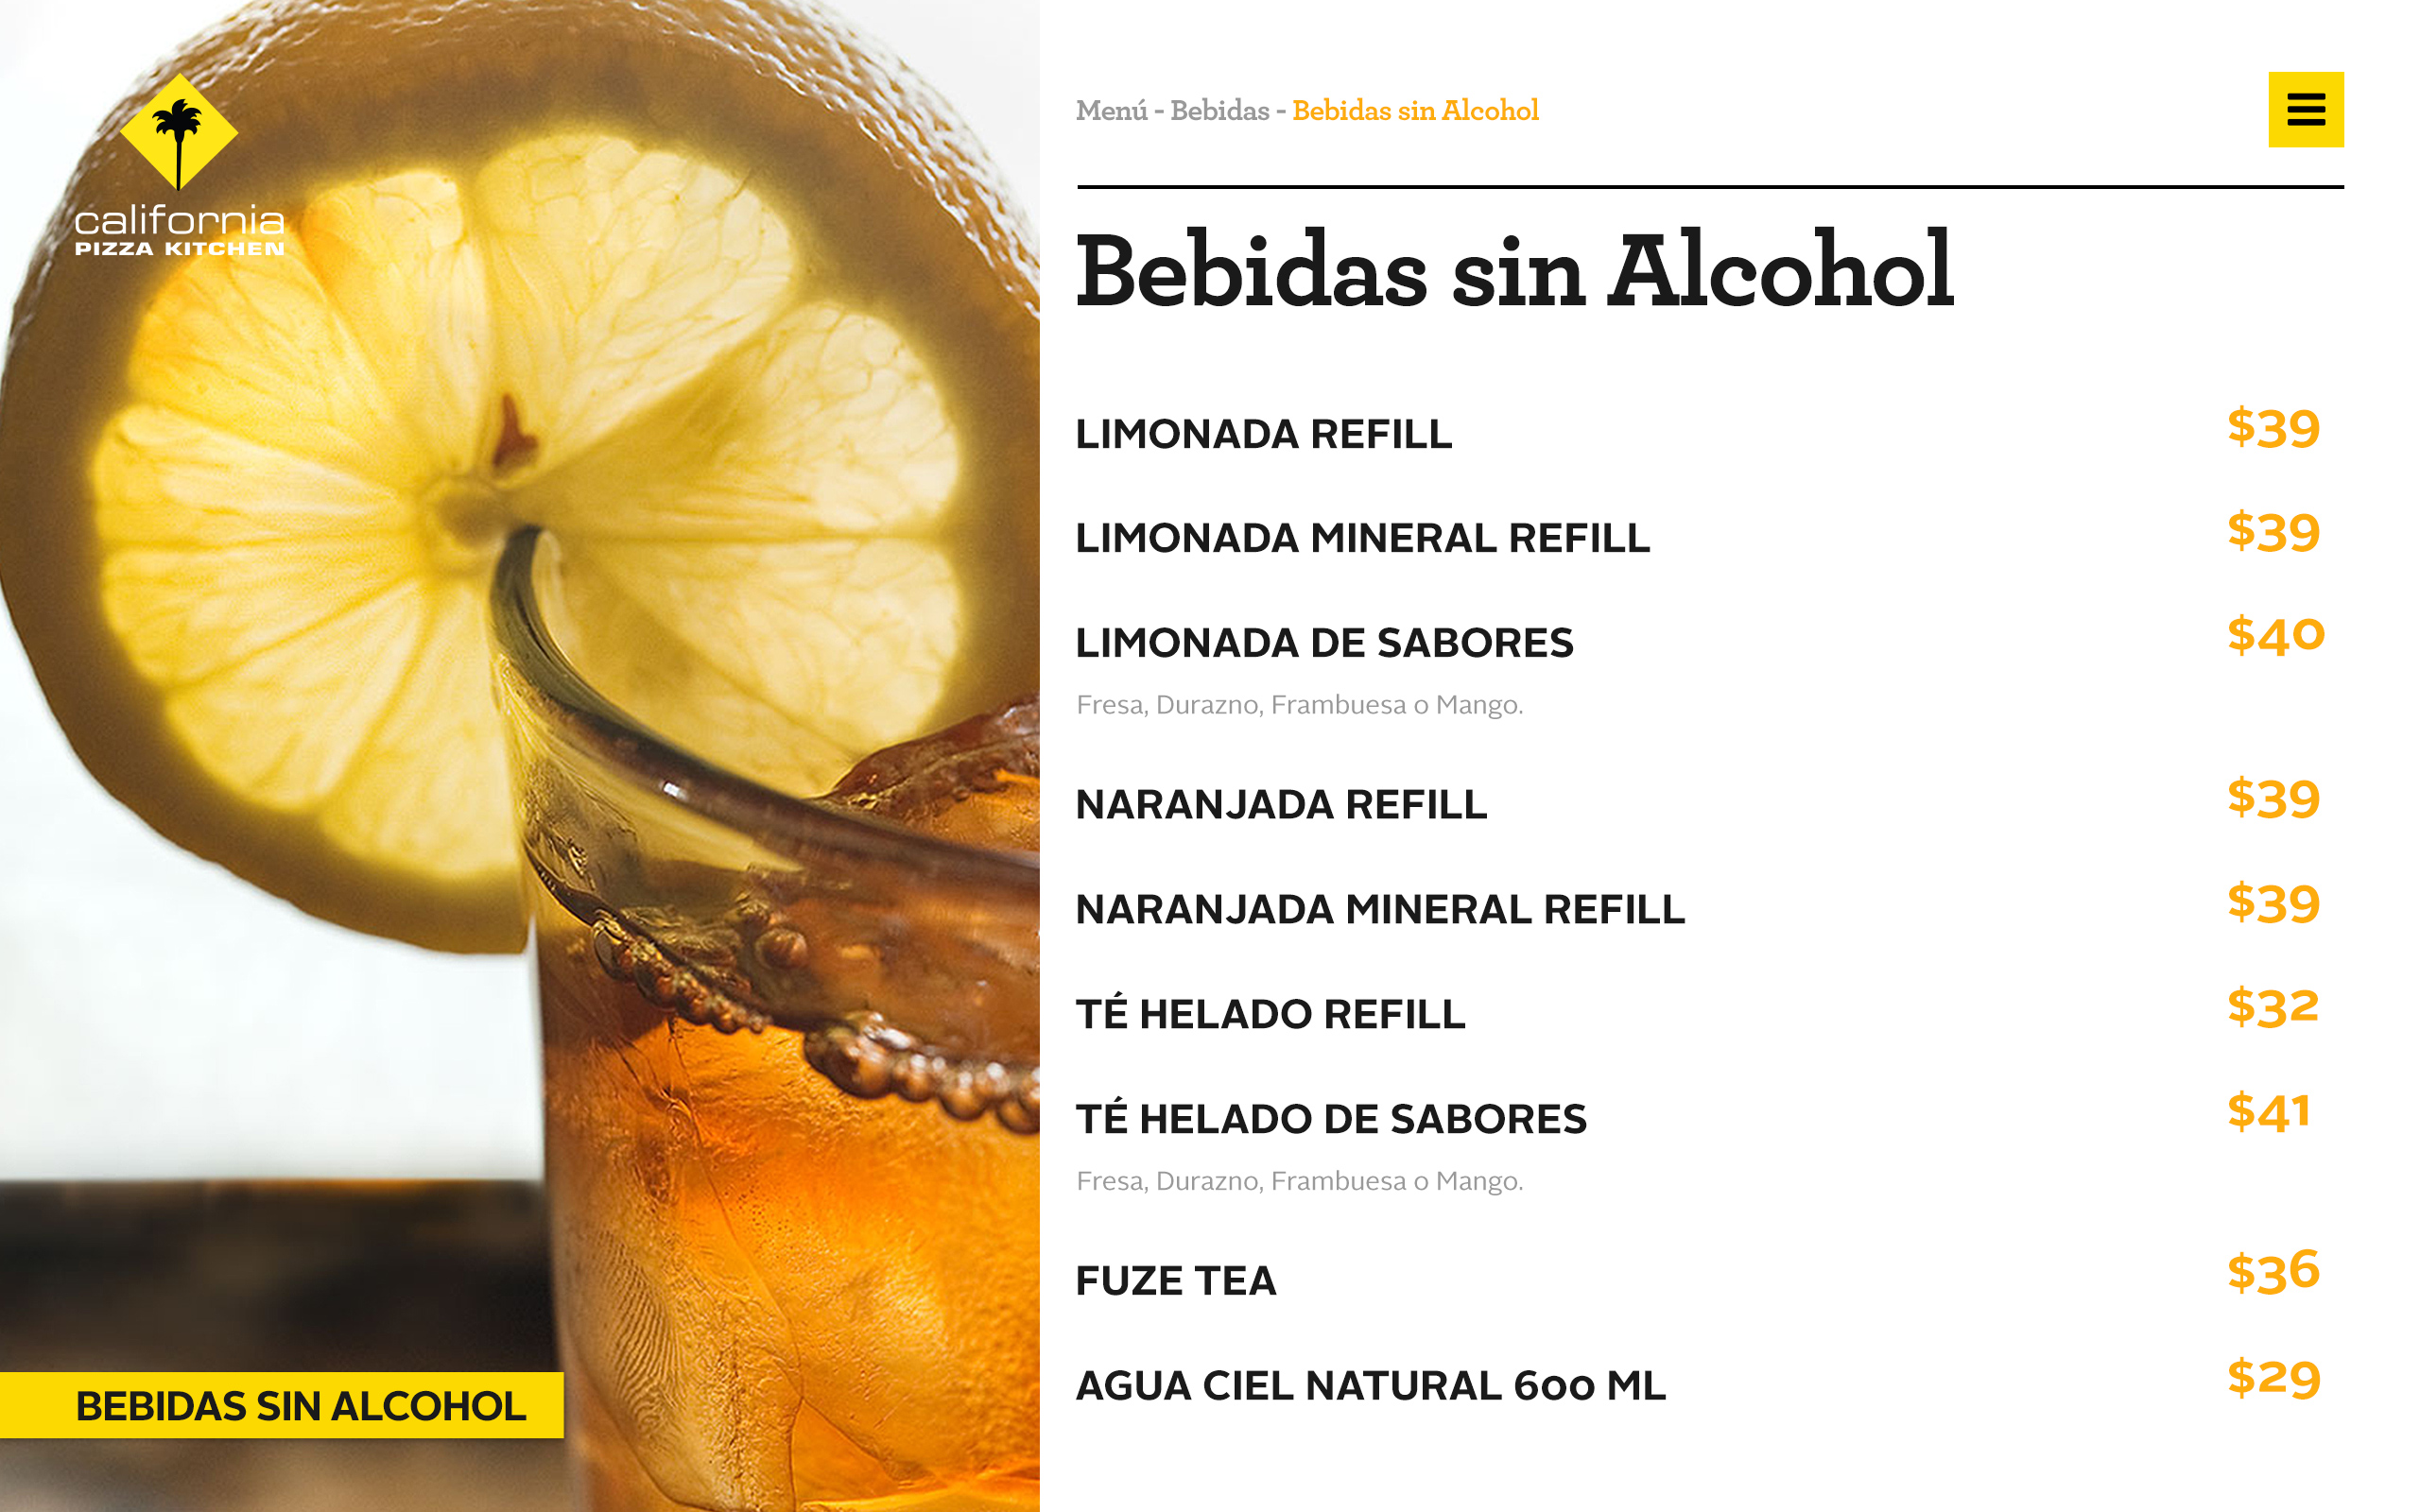 california
PIZZA KITCHEN
BEBIDAS SIN ALCOHOL
Menú - Bebidas - Bebidas sin Alcohol
Bebidas sin Alcohol
LIMONADA REFILL $39
LIMONADA MINERAL REFILL $39
LIMONADA DE SABORES $40
Fresa, Durazno, Frambuesa o Mango.
NARANJADA REFILL $39
NARANJADA MINERAL REFILL $39
TÉ HELADO REFILL $32
TÉ HELADO DE SABORES $41
Fresa, Durazno, Frambuesa o Mango.
FUZE TEA $36
AGUA CIEL NATURAL 600 ML $29